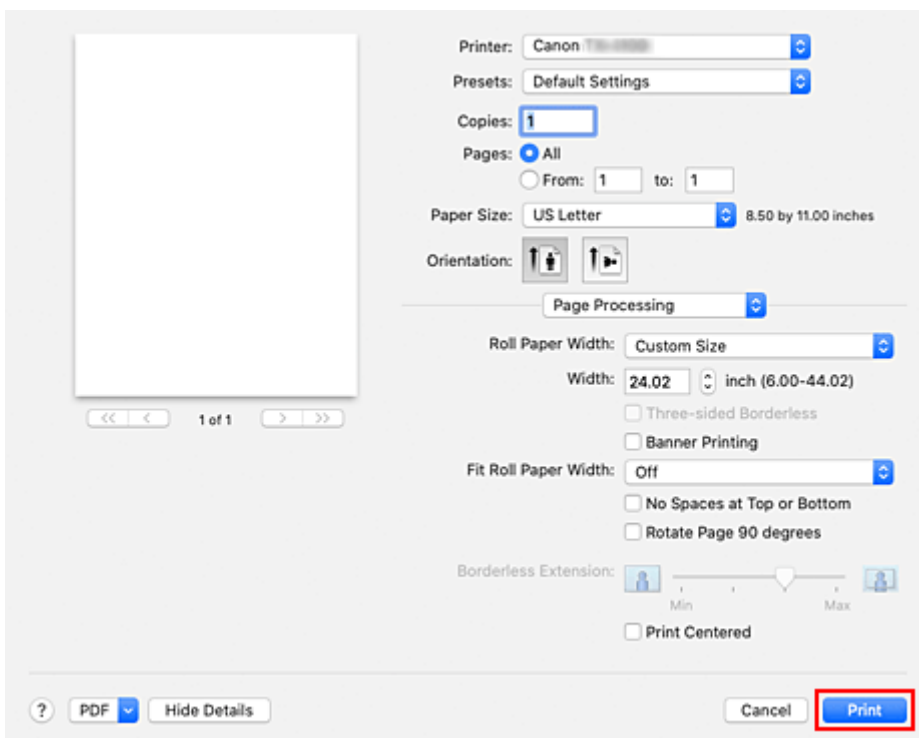 Printer: Canon
Presets: Default Settings
Copies: 1
Pages: All
From: 1 to: 1
Paper Size: US Letter 8.50 by 11.00 inches
Orientation:
Page Processing
Roll Paper Width: Custom Size
Width: 24.02 inch (6.00-44.02)
Three-sided Borderless
Banner Printing
Fit Roll Paper Width: Off
No Spaces at Top or Bottom
Rotate Page 90 degrees
Borderless Extension:
Min Max
Print Centered
<< < 1 of 1 > >>
? PDF Hide Details Cancel Print